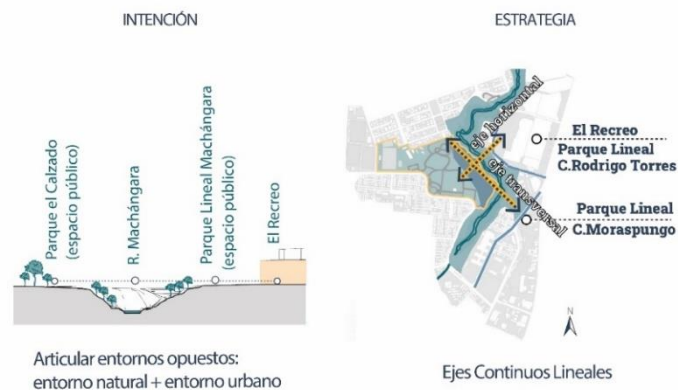 INTENCIÓN
Parque el Calzado
(espacio público)
R. Machángara
Parque Lineal Machángara
(espacio público)
El Recreo
Articular entornos opuestos:
entorno natural + entorno urbano
ESTRATEGIA
eje horizontal
eje transversal
El Recreo
Parque Lineal
C.Rodrigo Torres
Parque Lineal
C.Moraspungo
N
Ejes Continuos Lineales